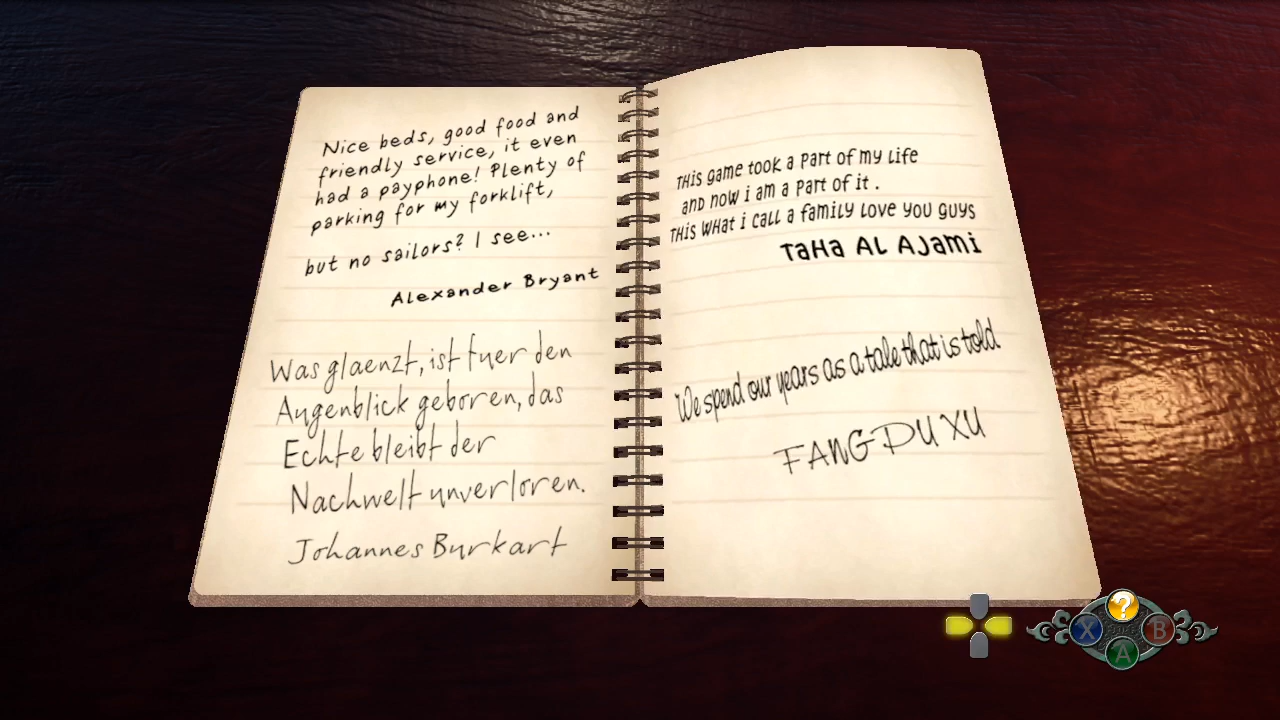 Nice beds, good food and
friendly service, it even
had a payphone! Plenty of
parking for my forklift,
but no sailors? I see...
Alexander Bryant
Was glaenzt, ist fuer den
Augenblick geboren, das
Echte bleibt der
Nachwelt unverloren.
Johannes Burkart
THis game took a part of my life
and now i am a part of it .
THis WHat i call a family love you guys
TaHa AL AJami
We spend our years as a tale that is told.
FANG DU XU
?
X
B
A